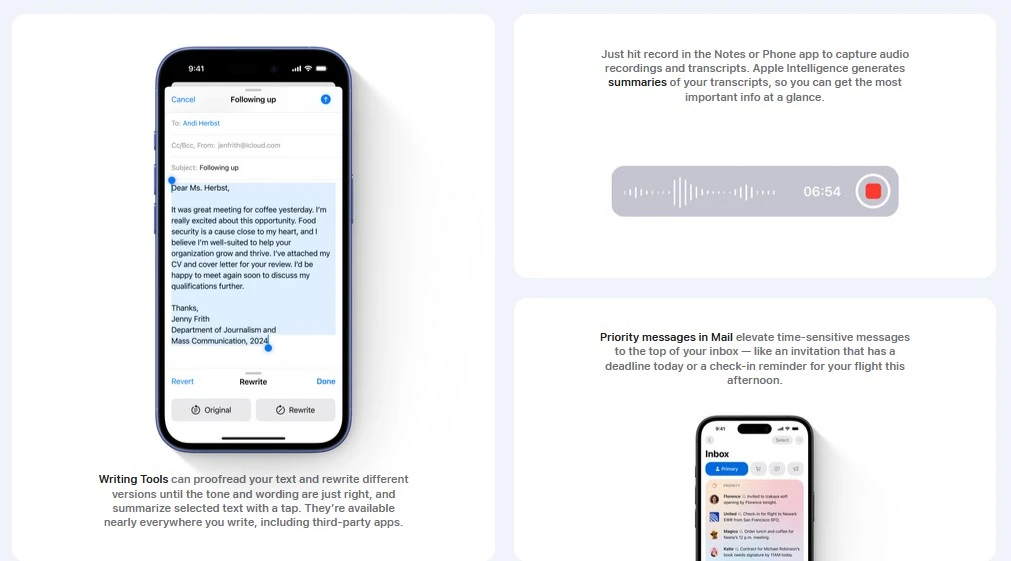 9:41
Cancel
Following up
To: Andi Herbst
Cc/Bcc, From: jenfrith@icloud.com
Subject: Following up
Dear Ms. Herbst,
It was great meeting for coffee yesterday. I'm
really excited about this opportunity. Food
security is a cause close to my heart, and I
believe I'm well-suited to help your
organization grow and thrive. I've attached my
CV and cover letter for your review. I'd be
happy to meet again soon to discuss my
qualifications further.
Thanks,
Jenny Frith
Department of Journalism and
Mass Communication, 2024
Revert
Rewrite
Done
Original
Rewrite
Writing Tools can proofread your text and rewrite different
versions until the tone and wording are just right, and
summarize selected text with a tap. They're available
nearly everywhere you write, including third-party apps.
Just hit record in the Notes or Phone app to capture audio
recordings and transcripts. Apple Intelligence generates
summaries of your transcripts, so you can get the most
important info at a glance.
06:54
Priority messages in Mail elevate time-sensitive messages
to the top of your inbox — like an invitation that has a
deadline today or a check-in reminder for your flight this
afternoon.
9:41
Select
Inbox
Primary
PRIORITY
Florence Invited to izakaya soft
opening by Florence tonight.
United Check-in for flight to Newark
EWR from San Francisco SFO.
Magico Order lunch and coffee for
Neeta's 12 p.m. meeting.
Katie Contract for Michael Robinson's
book needs signature by 11AM today.